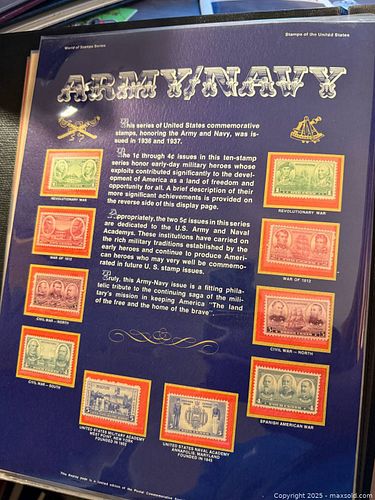 World of Stamps Series
Stamps of the United States
ARMY/NAVY
This series of United States commemorative
stamps, honoring the Army and Navy, was is-
sued in 1936 and 1937.
The 1¢ through 4¢ issues in this ten-stamp
series honor early-day military heroes whose
exploits contributed significantly to the devel-
opment of America as a land of freedom and
opportunity for all. A brief description of their
more significant achievements is provided on
the reverse side of this display page.
Appropriately, the two 5¢ issues in this series
are dedicated to the U.S. Army and Naval
Academys. These institutions have carried on
the rich military traditions established by the
early heroes and continue to produce Ameri-
can heroes who may very well be commemo-
rated in future U.S. stamp issues.
Truly, this Army-Navy issue is a fitting phila-
telic tribute to the continuing saga of the mili-
tary's mission in keeping America "The land
of the free and the home of the brave".
REVOLUTIONARY WAR
REVOLUTIONARY WAR
WAR OF 1812
WAR OF 1812
CIVIL WAR – NORTH
CIVIL WAR – NORTH
CIVIL WAR – SOUTH
SPANISH AMERICAN WAR
UNITED STATES MILITARY ACADEMY
WEST POINT, NEW YORK
FOUNDED IN 1802
UNITED STATES NAVAL ACADEMY
ANNAPOLIS, MARYLAND
FOUNDED IN 1845
This display page is a limited edition of the Postal Commemorative
Copyright 2025 - maxsold.com